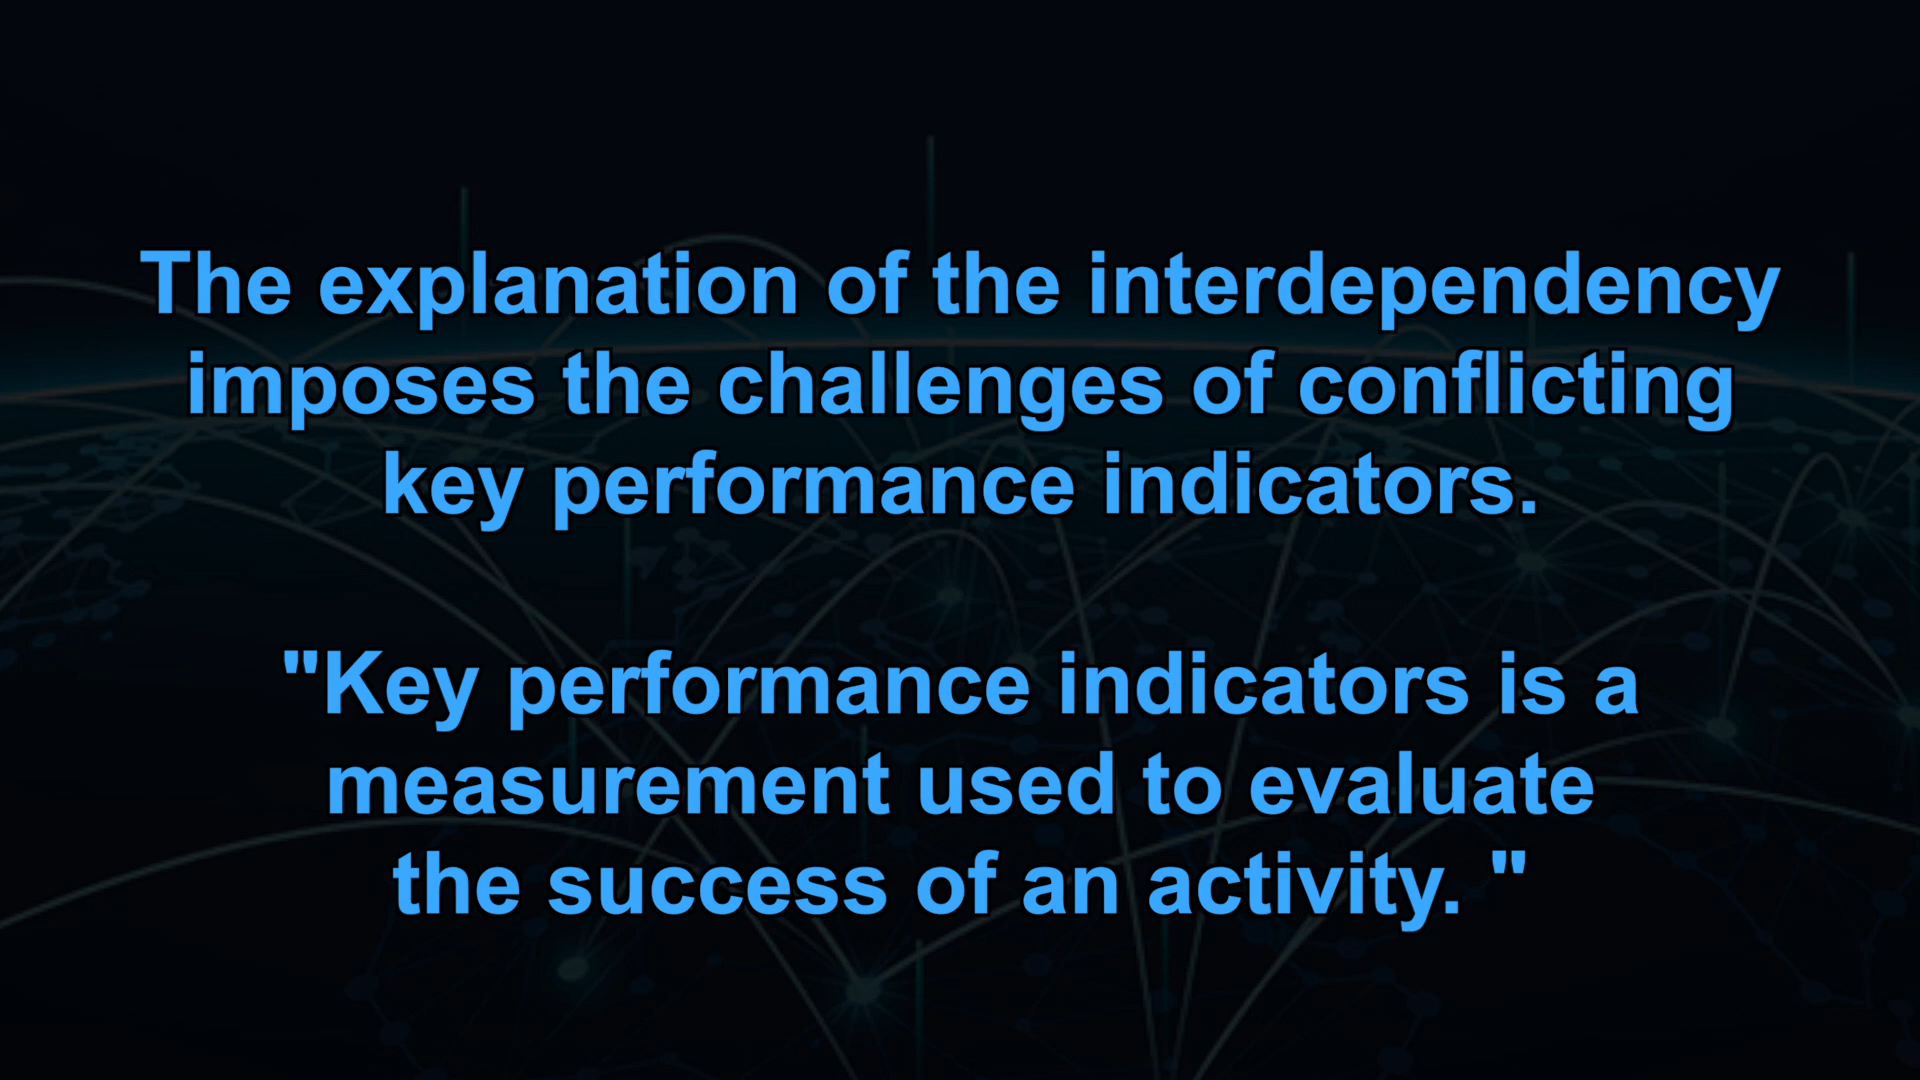 The explanation of the interdependency
imposes the challenges of conflicting
key performance indicators.
"Key performance indicators is a
measurement used to evaluate
the success of an activity. "